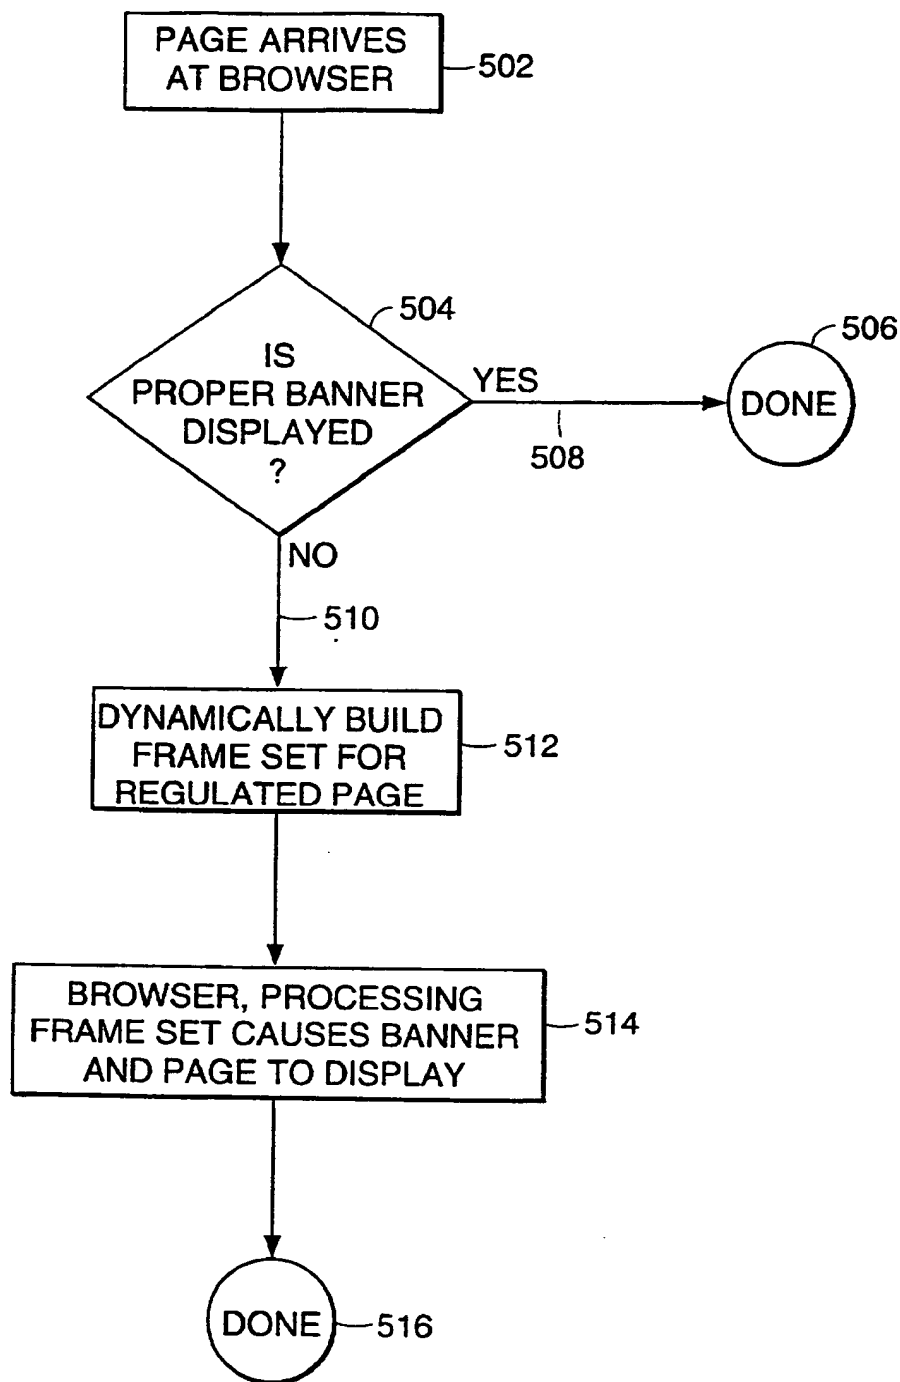 PAGE ARRIVES
AT BROWSER
502
504
IS
PROPER BANNER
DISPLAYED
?
YES
508
506
DONE
NO
510
DYNAMICALLY BUILD
FRAME SET FOR
REGULATED PAGE
512
BROWSER, PROCESSING
FRAME SET CAUSES BANNER
AND PAGE TO DISPLAY
514
DONE
516